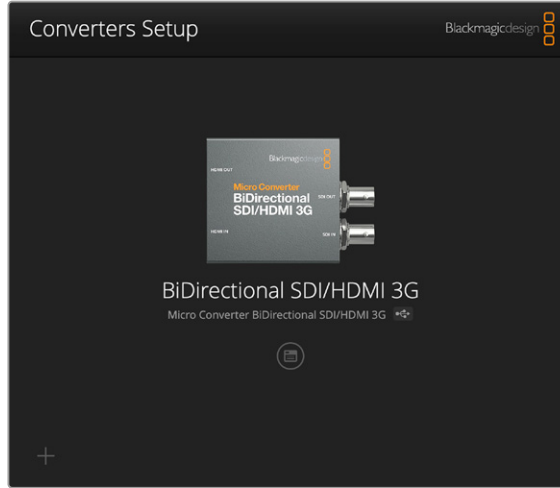 Converters Setup
Blackmagicdesign
Blackmagicdesign
HDMI OUT
Micro Converter
BiDirectional
SDI/HDMI 3G
SDI OUT
HDMI IN
SDI IN
BiDirectional SDI/HDMI 3G
Micro Converter BiDirectional SDI/HDMI 3G